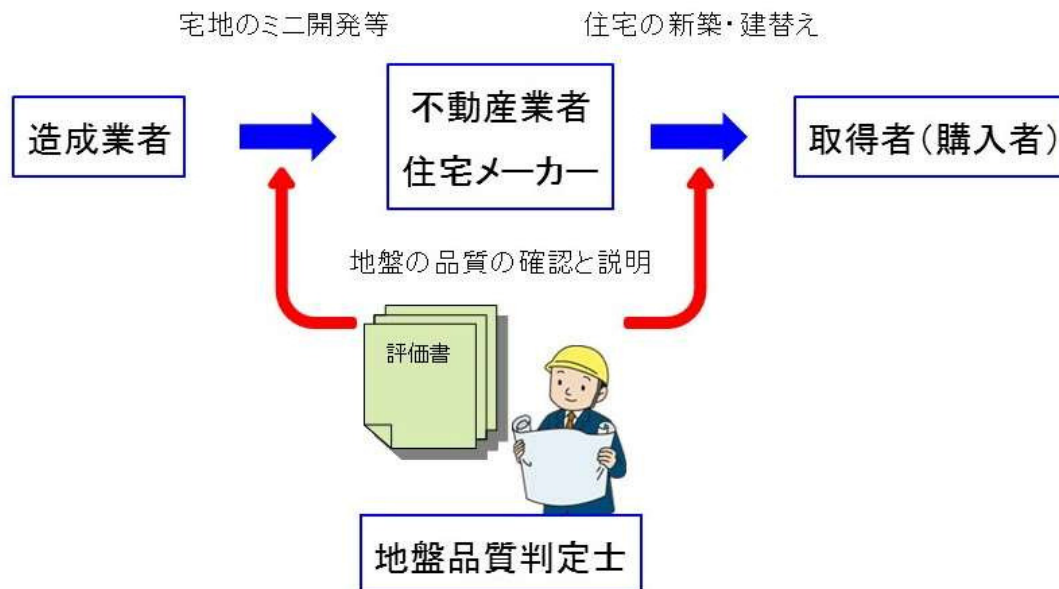 宅地のミニ開発等
住宅の新築・建替え
造成業者
不動産業者
住宅メーカー
取得者(購入者)
地盤の品質の確認と説明
評価書
地盤品質判定士